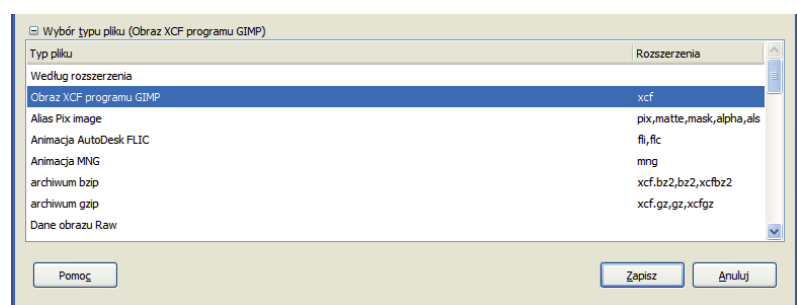 Wybór typu pliku (Obraz XCF programu GIMP)
Typ pliku Rozszerzenia
Według rozszerzenia
Obraz XCF programu GIMP xcf
Alias Pix image pix,matte,mask,alpha,als
Animacja AutoDesk FLIC fli,flc
Animacja MNG mng
archiwum bzip xcf.bz2,bz2,xcfbz2
archiwum gzip xcf.gz,gz,xcfgz
Dane obrazu Raw
Pomoc Zapisz Anuluj